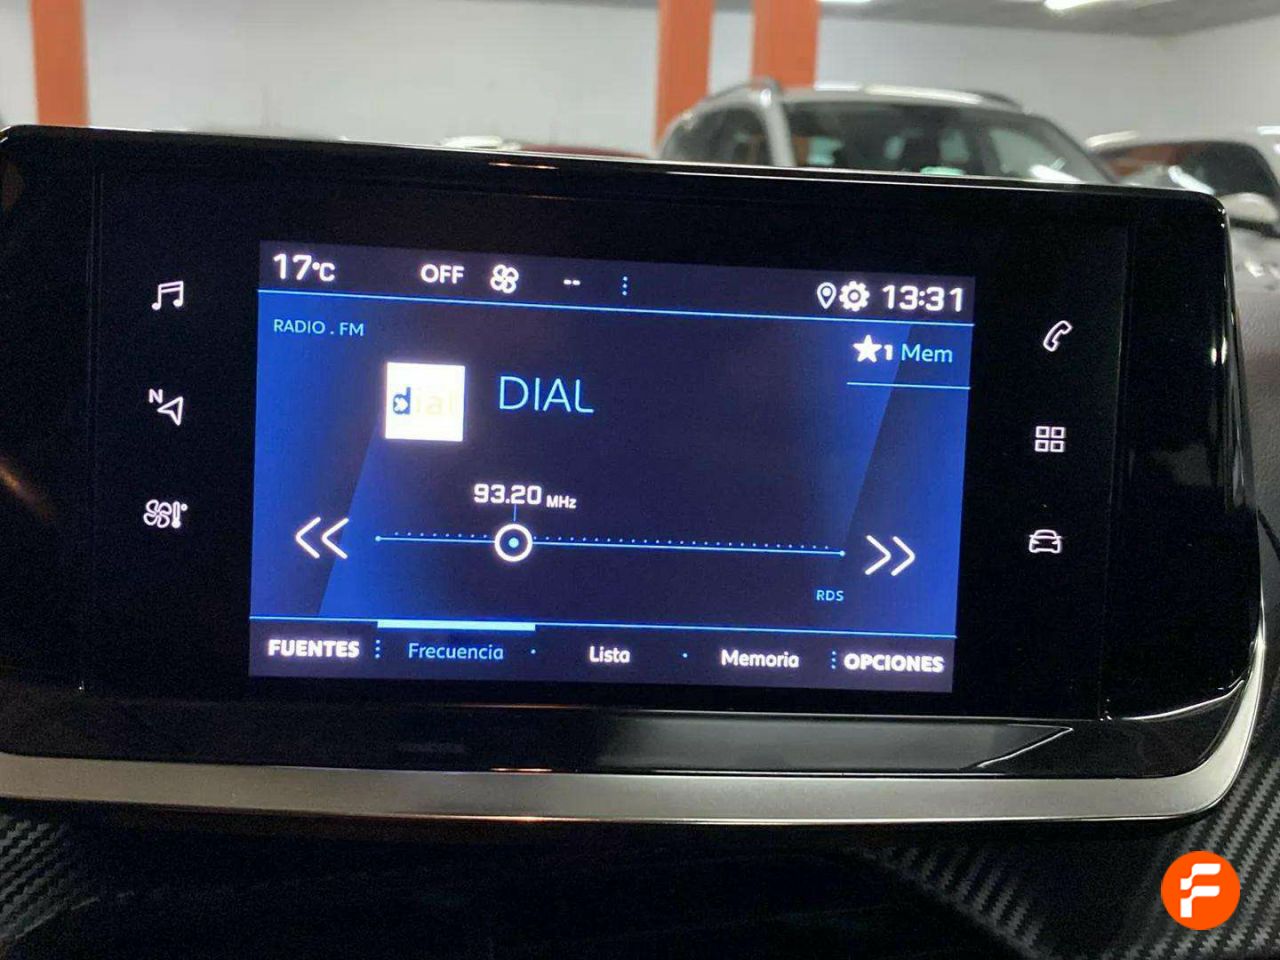 17°C OFF -- 13:31
RADIO . FM
1 Mem
dial DIAL
N
93.20 MHz
RDS
FUENTES Frecuencia Lista Memoria OPCIONES
F